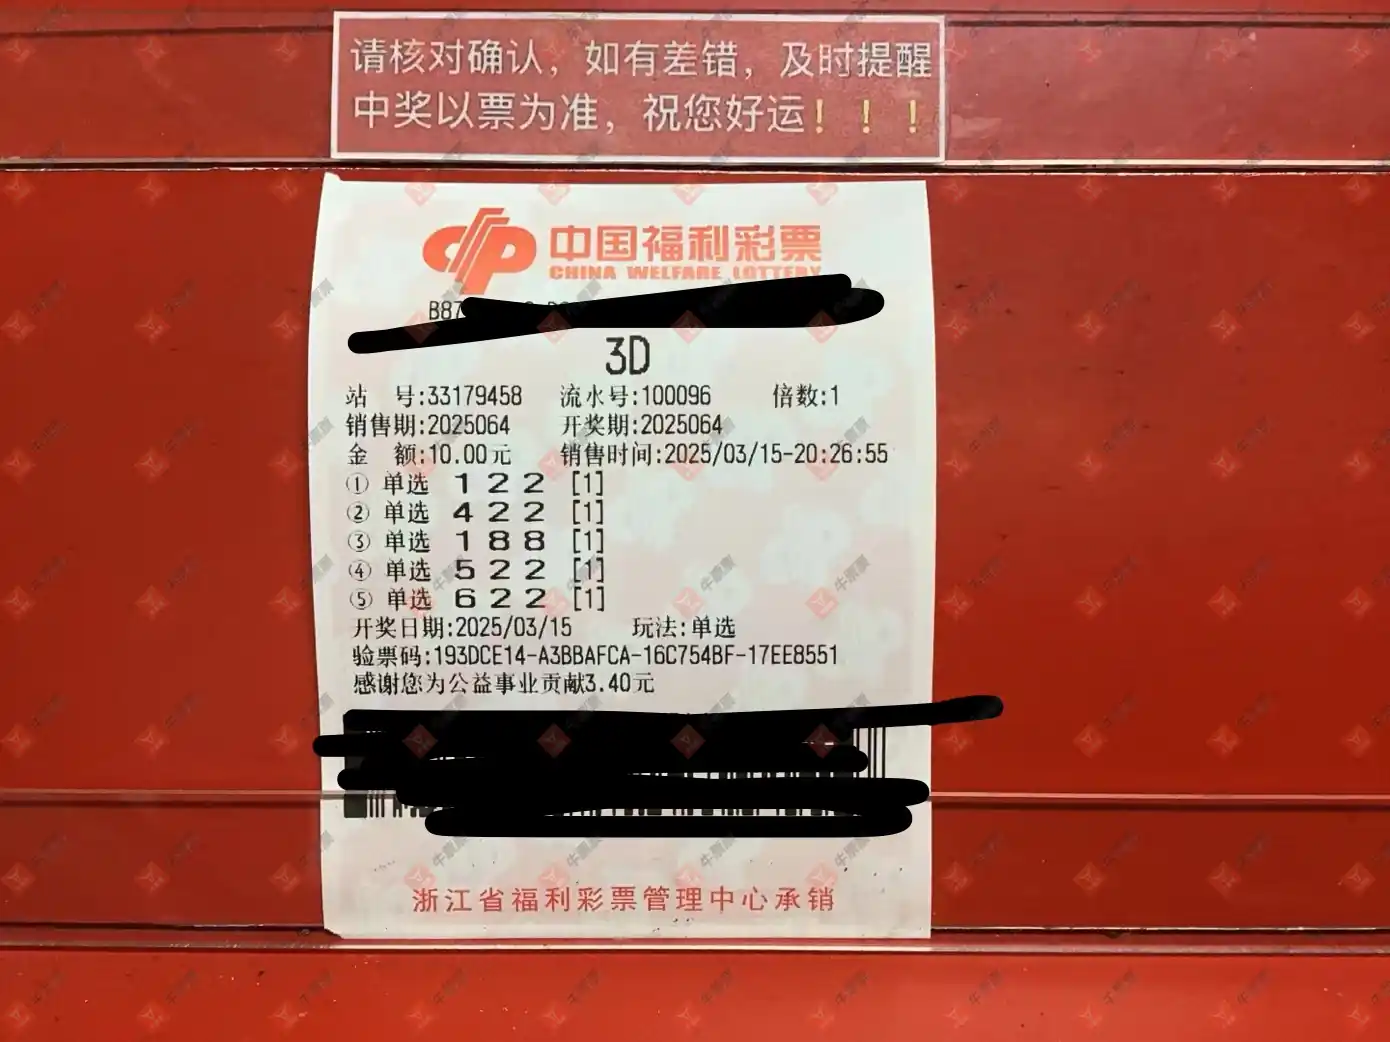 请核对确认，如有差错，及时提醒
中奖以票为准，祝您好运！！！
中国福利彩票
CHINA WELFARE LOTTERY
B87
3D
站 号:33179458 流水号:100096 倍数:1
销售期:2025064 开奖期:2025064
金 额:10.00元 销售时间:2025/03/15-20:26:55
① 单选 1 2 2 [1]
② 单选 4 2 2 [1]
③ 单选 1 8 8 [1]
④ 单选 5 2 2 [1]
⑤ 单选 6 2 2 [1]
开奖日期:2025/03/15 玩法:单选
验票码:193DCE14-A3BBAFCA-16C754BF-17EE8551
感谢您为公益事业贡献3.40元
浙江省福利彩票管理中心承销
牛票票